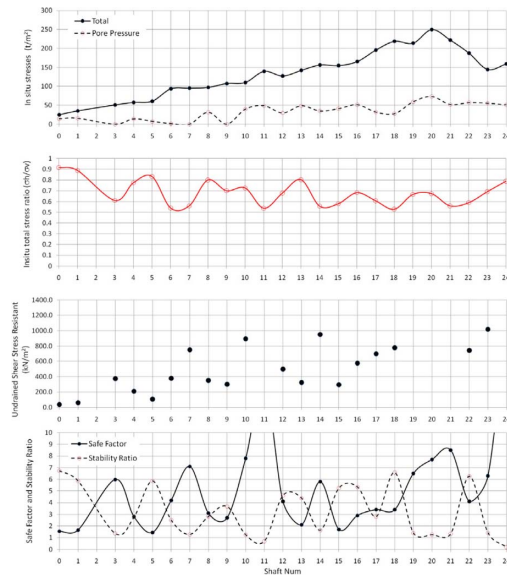 In situ stresses (t/m²)
300
250
200
150
100
50
0
Total
Pore Pressure
0 1 3 4 5 6 7 8 9 10 11 12 13 14 15 16 17 18 19 20 21 22 23 24
Insitu total stress ratio (σh/σv)
1
0.9
0.8
0.7
0.6
0.5
0.4
0.3
0.2
0.1
0
0 1 3 4 5 6 7 8 9 10 11 12 13 14 15 16 17 18 19 20 21 22 23 24
Undrained Shear Stress Resistant
(kN/m²)
1400.0
1200.0
1000.0
800.0
600.0
400.0
200.0
0.0
0 1 3 4 5 6 7 8 9 10 11 12 13 14 15 16 17 18 19 20 21 22 23 24
Safe Factor and Stability Ratio
10
9
8
7
6
5
4
3
2
1
0
Safe Factor
Stability Ratio
0 1 3 4 5 6 7 8 9 10 11 12 13 14 15 16 17 18 19 20 21 22 23 24
Shaft Num